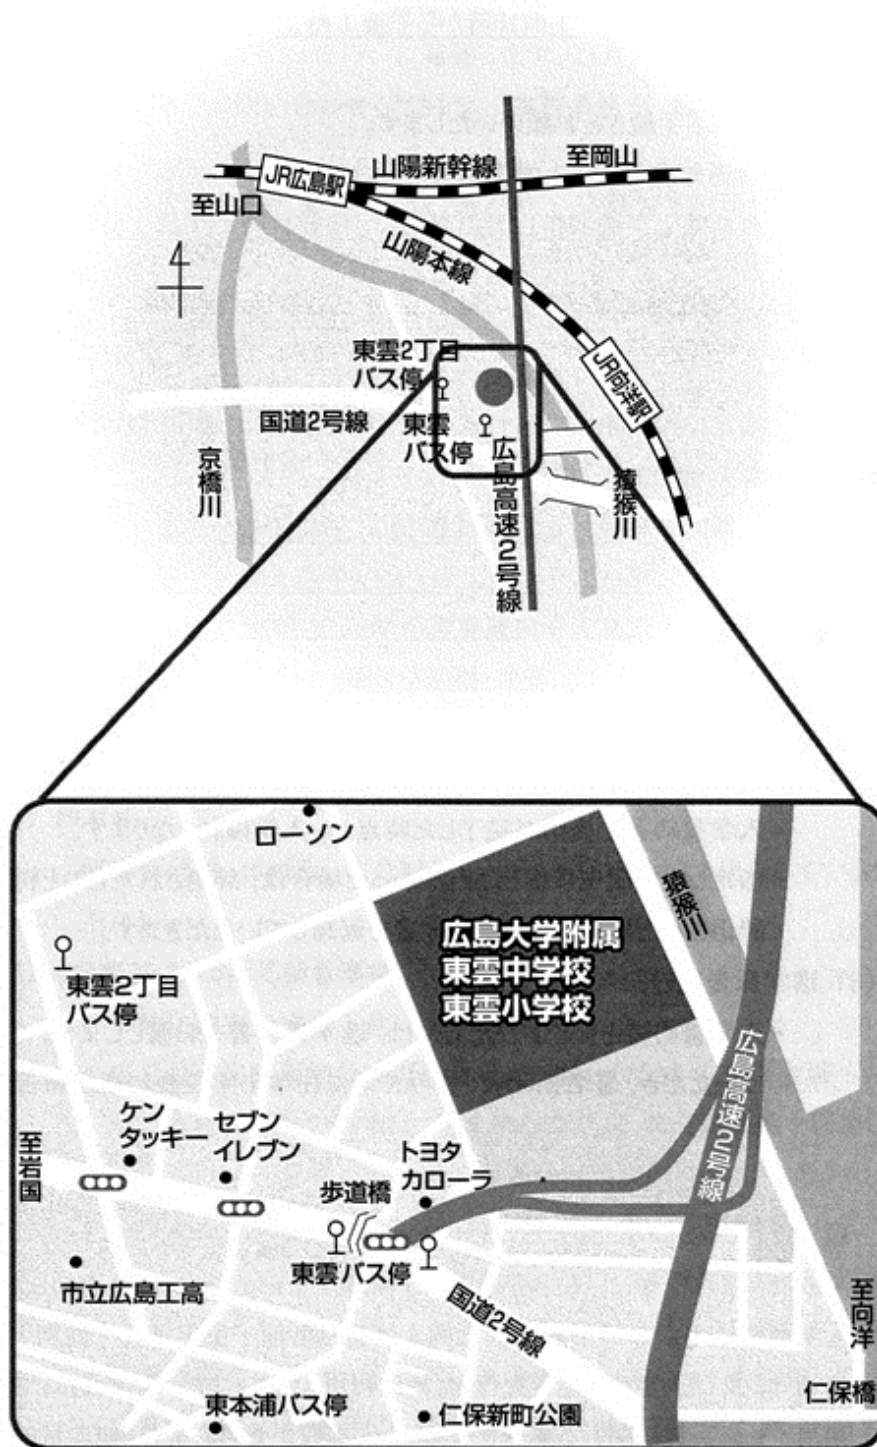 山陽新幹線
至岡山
JR広島駅
至山口
山陽本線
東雲2丁目
バス停
JR向洋駅
国道2号線
東雲
バス停
京橋川
広島高速2号線
猿猴川
ローソン
広島大学附属
東雲中学校
東雲小学校
猿猴川
東雲2丁目
バス停
広島高速2号線
ケン
タッキー
セブン
イレブン
トヨタ
カローラ
至岩国
歩道橋
東雲バス停
市立広島工高
国道2号線
至向洋
仁保橋
東本浦バス停
仁保新町公園